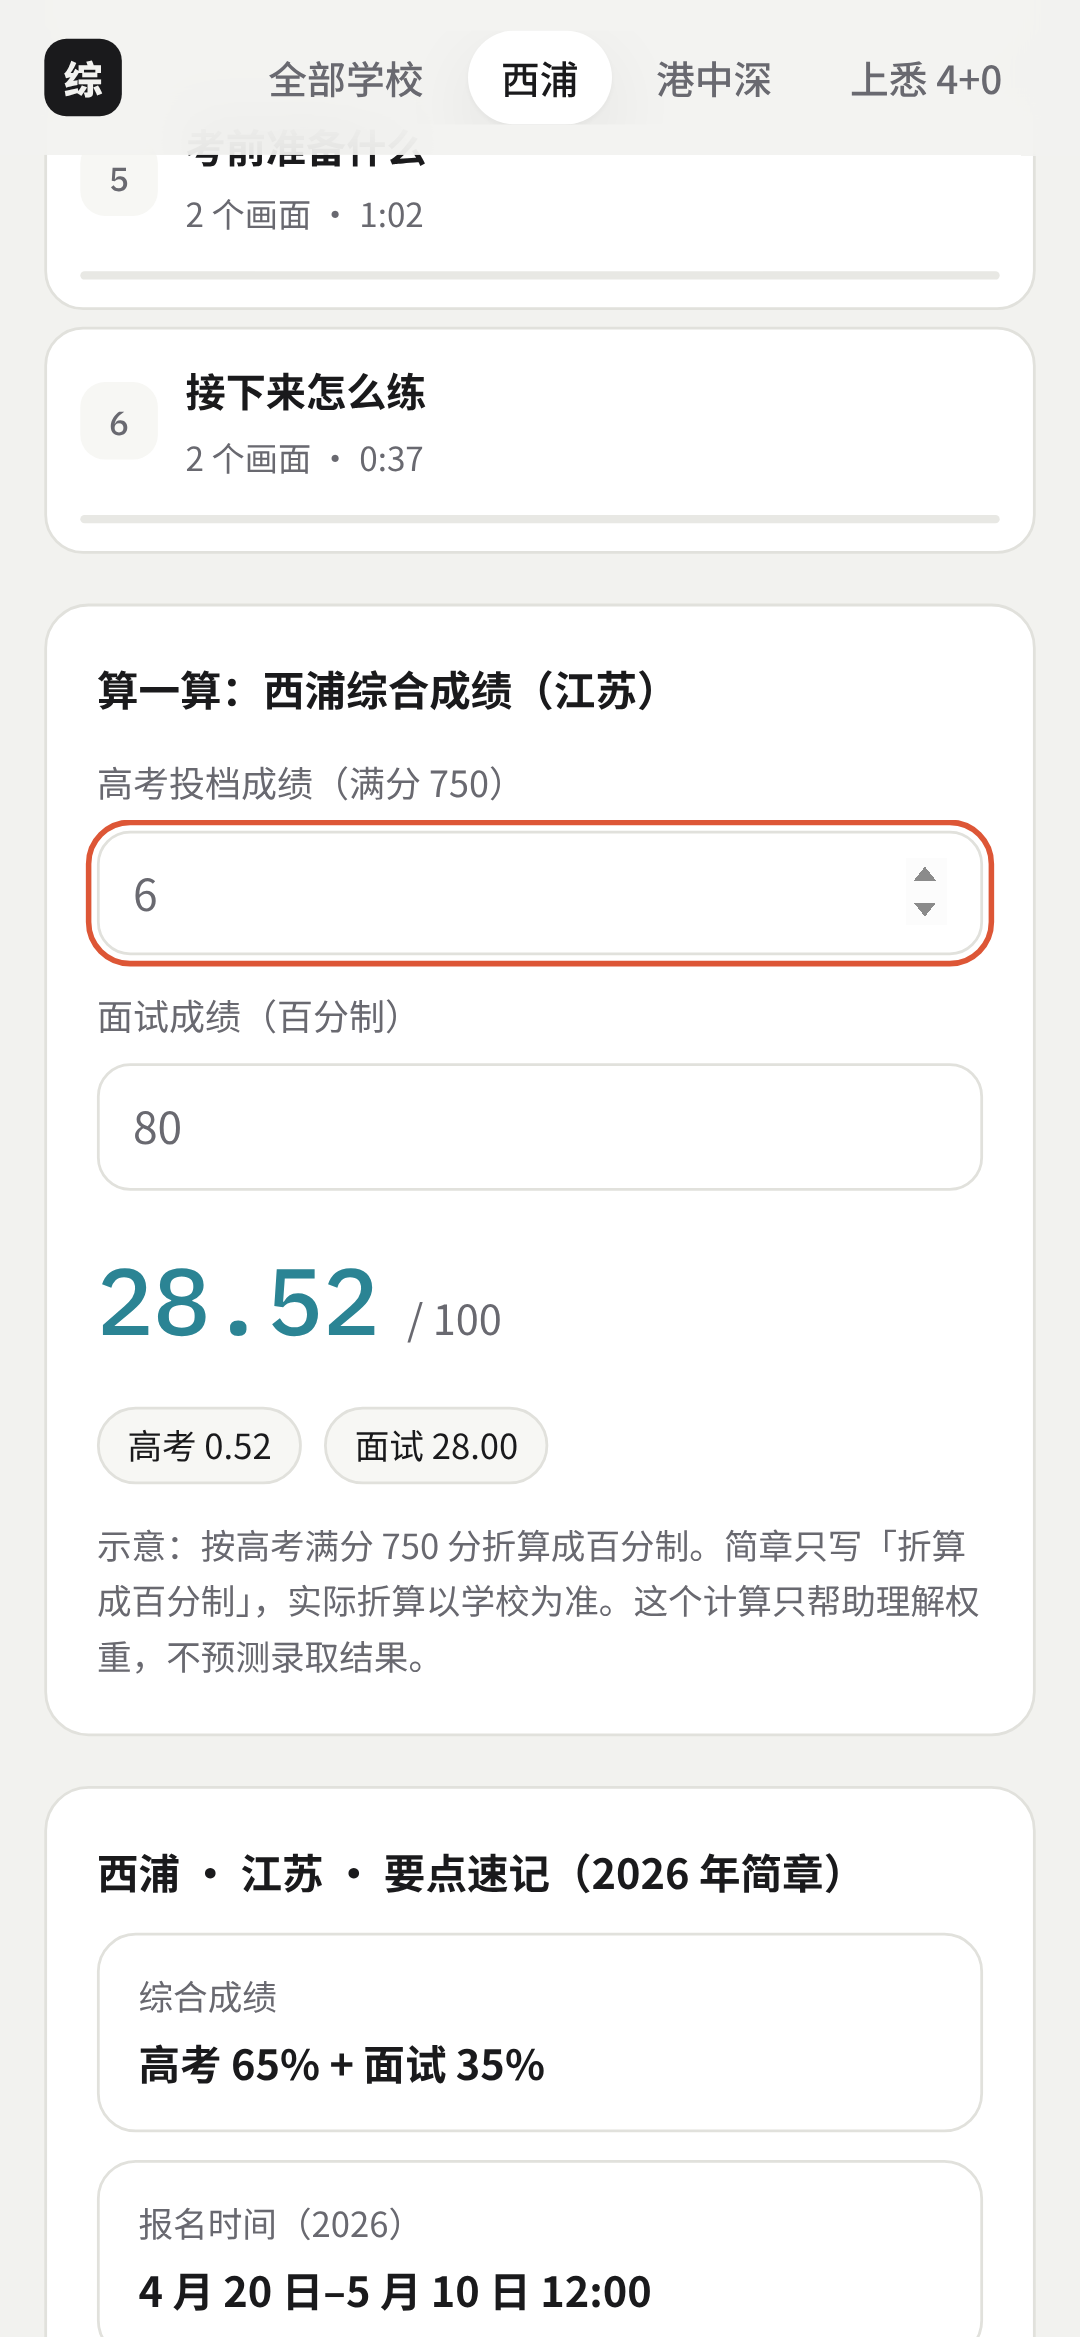 综
全部学校
西浦
港中深
上悉 4+0
考前准备什么
5
2 个画面 · 1:02
接下来怎么练
6
2 个画面 · 0:37
算一算：西浦综合成绩（江苏）
高考投档成绩（满分 750）
6
面试成绩（百分制）
80
28.52 / 100
高考 0.52
面试 28.00
示意：按高考满分 750 分折算成百分制。简章只写「折算
成百分制」，实际折算以学校为准。这个计算只帮助理解权
重，不预测录取结果。
西浦 · 江苏 · 要点速记（2026 年简章）
综合成绩
高考 65% + 面试 35%
报名时间（2026）
4 月 20 日–5 月 10 日 12:00